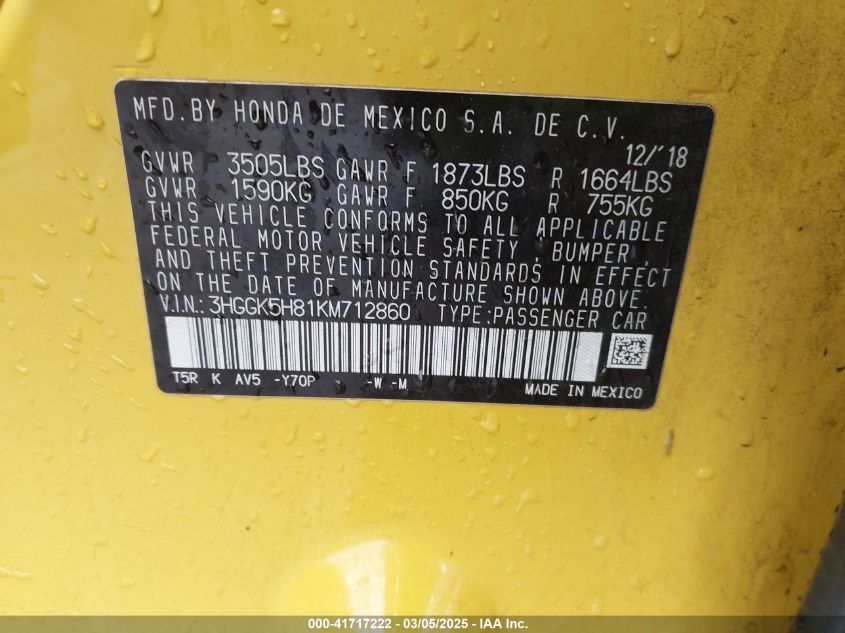 MFD.BY HONDA DE MEXICO S.A. DE C.V.
12/'18
GVWR 3505LBS GAWR F 1873LBS R 1664LBS
GVWR 1590KG GAWR F 850KG R 755KG
THIS VEHICLE CONFORMS TO ALL APPLICABLE
FEDERAL MOTOR VEHICLE SAFETY, BUMPER,
AND THEFT PREVENTION STANDARDS IN EFFECT
ON THE DATE OF MANUFACTURE SHOWN ABOVE.
V.I.N.: 3HGGK5H81KM712860 TYPE:PASSENGER CAR
T5R K AV5 -Y70P -W -M
MADE IN MEXICO
000-41717222 - 03/05/2025 - IAA Inc.